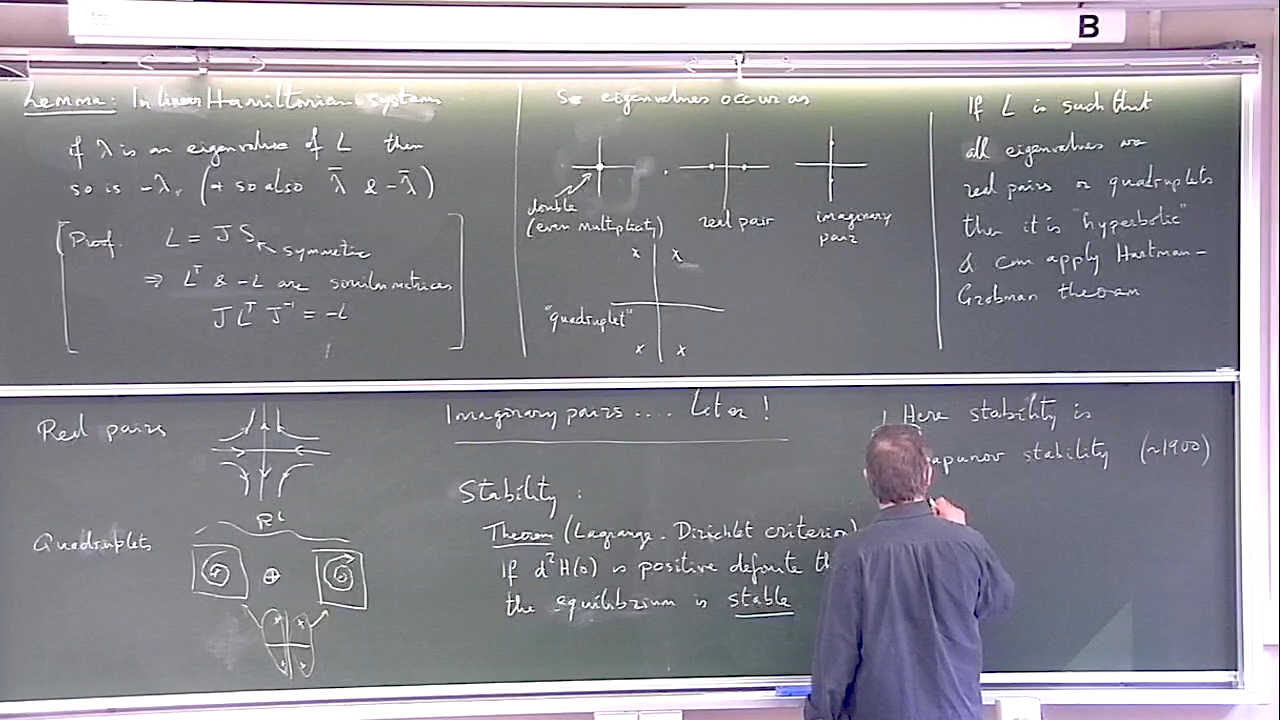 B
Lemma: In linear Hamiltonian systems
if λ is an eigenvalue of L then
so is -λ. (+ so also λ̄ & -λ̄)
Proof. L = J S symmetric
⇒ Lᵀ & -L are similar matrices
J Lᵀ J⁻¹ = -L
So eigenvalues occur as
double
(even multiplicity)
real pair
imaginary
pair
"quadruplet"
If L is such that
all eigenvalues are
real pairs or quadruplets
then it is "hyperbolic"
& can apply Hartman-
Grobman theorem
Real pairs
Quadruplets
Imaginary pairs .... Later!
Stability:
Theorem (Lagrange-Dirichlet criterion)
If d²H(0) is positive definite th
the equilibrium is stable
Here stability is
apunov stability (~1900)